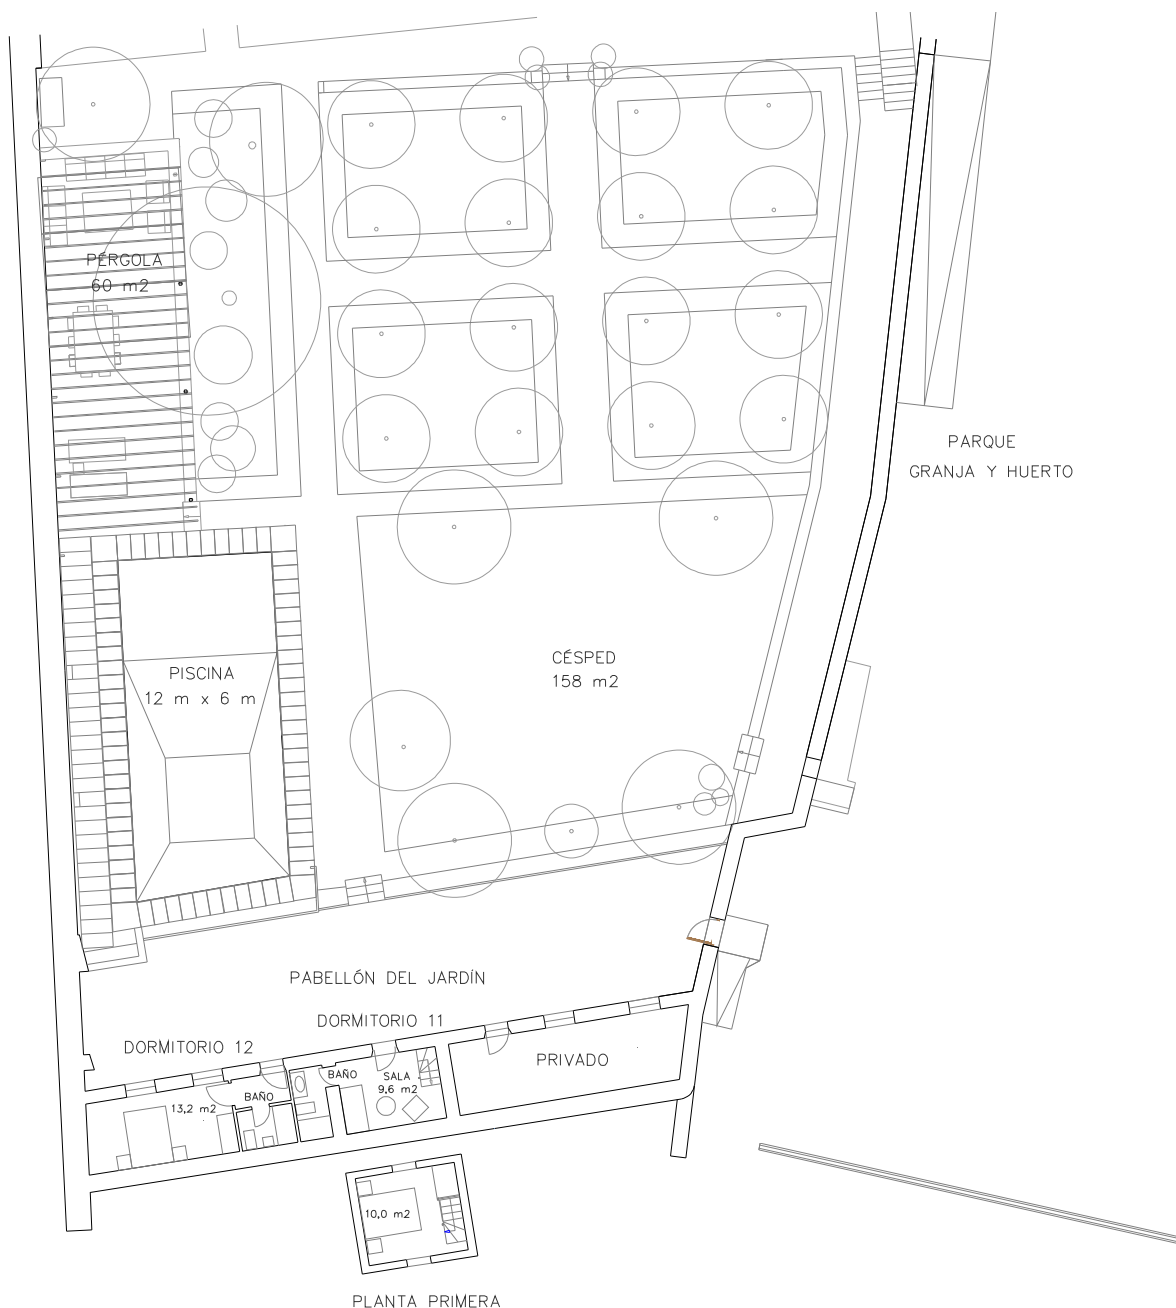 PÉRGOLA
60 m2
PARQUE
GRANJA Y HUERTO
CÉSPED
158 m2
PISCINA
12 m x 6 m
PABELLÓN DEL JARDÍN
DORMITORIO 11
DORMITORIO 12
PRIVADO
BAÑO
SALA
9,6 m2
BAÑO
13,2 m2
10,0 m2
PLANTA PRIMERA